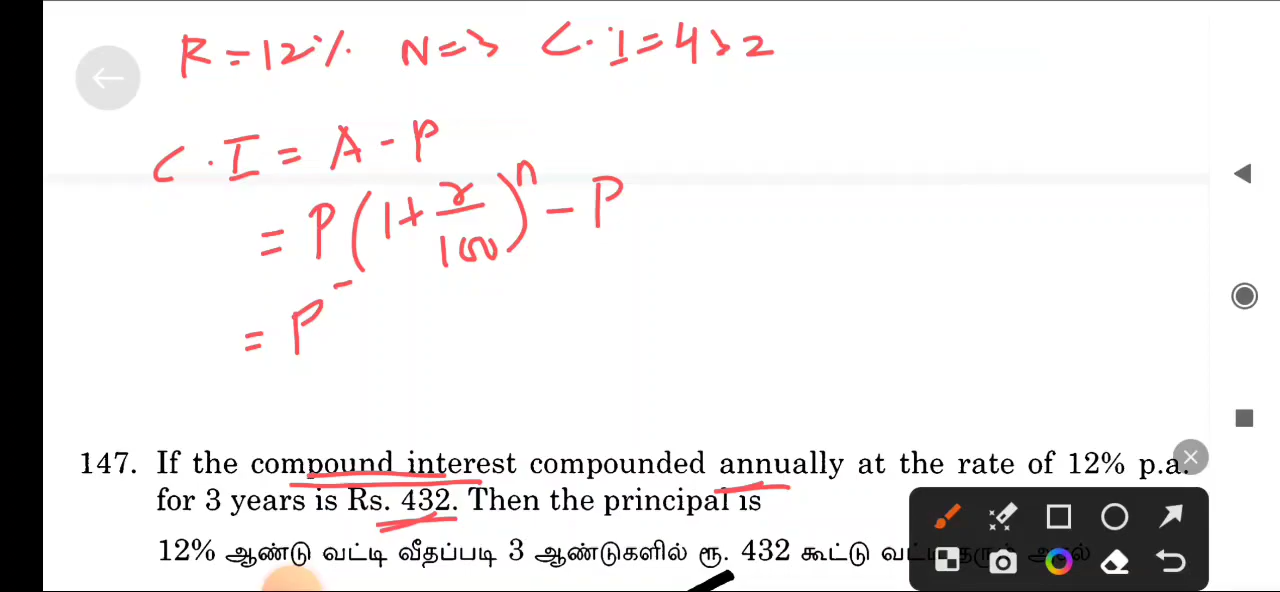 R = 12% N = 3 C.I = 432
C.I = A - P
= P(1 + r/100)^n - P
= P
147. If the compound interest compounded annually at the rate of 12% p.a.
for 3 years is Rs. 432. Then the principal is
12% ஆண்டு வட்டி வீதப்படி 3 ஆண்டுகளில் ரூ. 432 கூட்டு